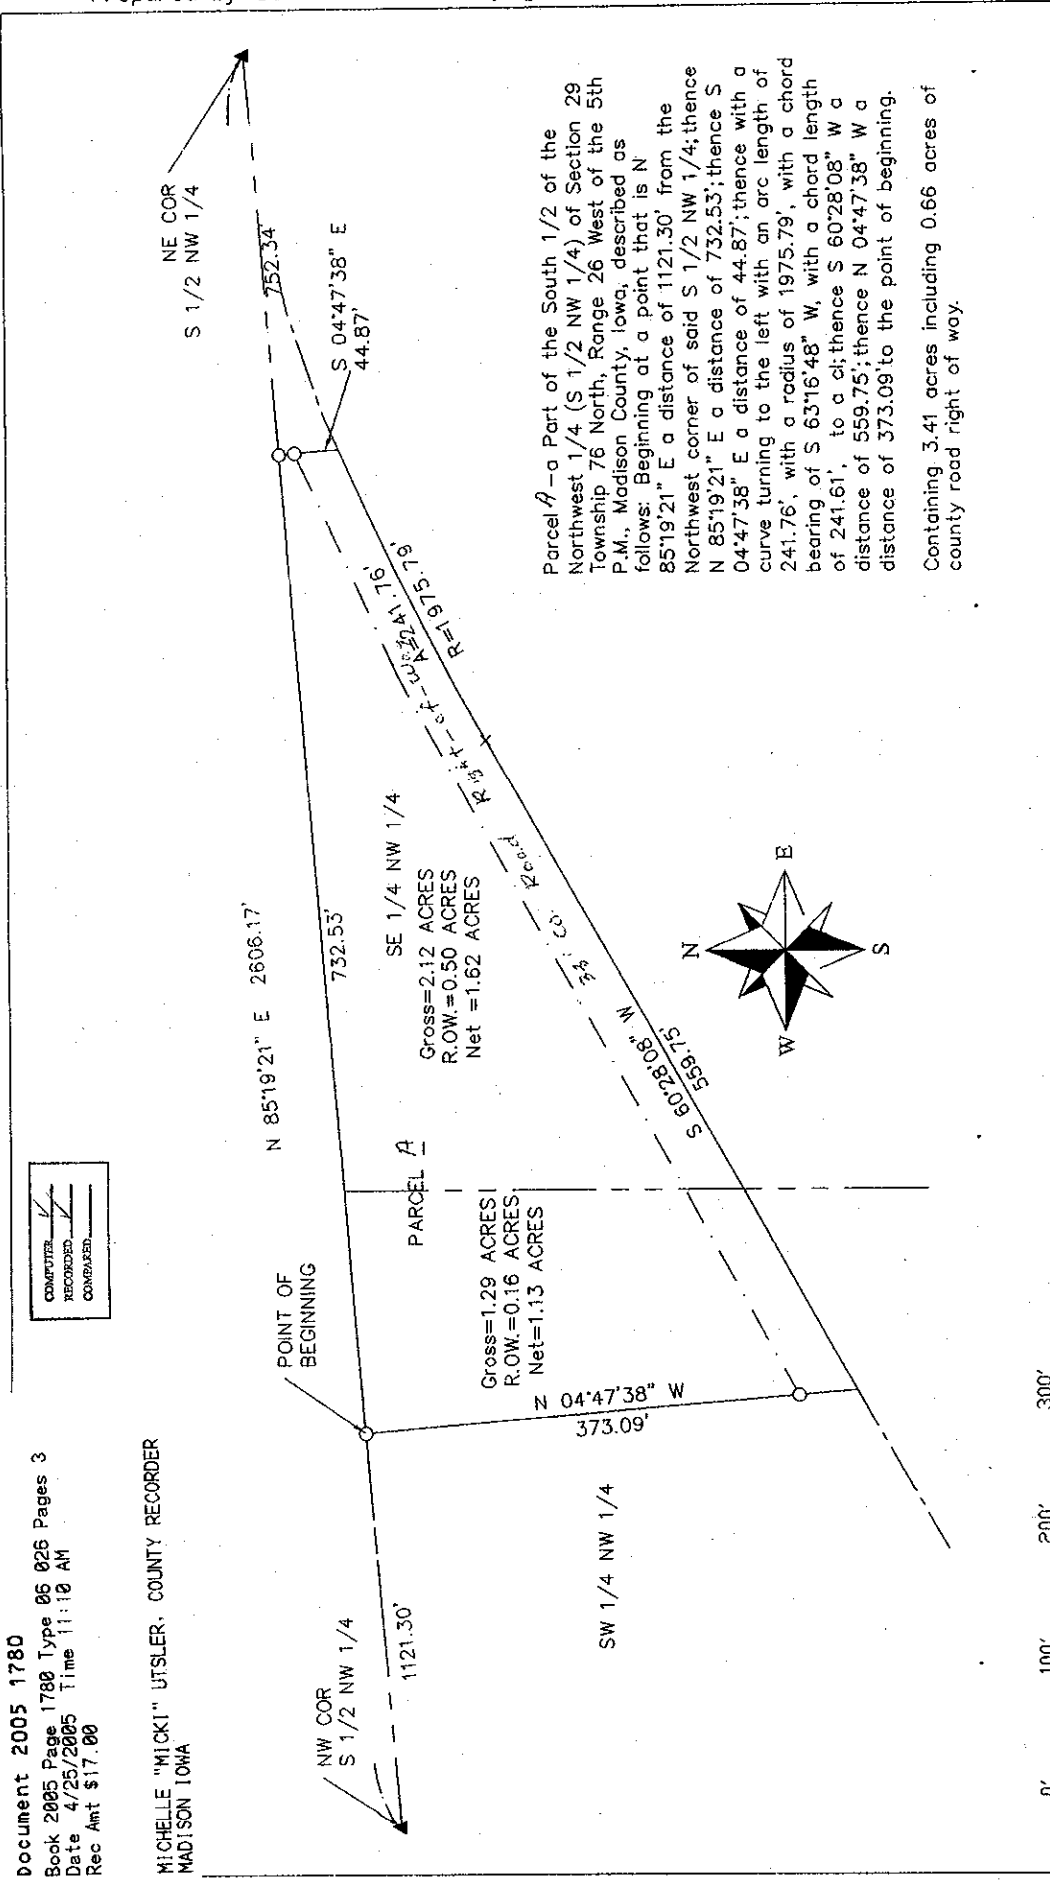 Document 2005 1780
Book 2005 Page 1780 Type 06 026 Pages 3
Date 4/25/2005 Time 11:10 AM
Rec Amt $17.00
MICHELLE "MICKI" UTSLER, COUNTY RECORDER
MADISON IOWA
COMPUTER
RECORDED
COMPARED
NW COR
S 1/2 NW 1/4
1121.30'
POINT OF
BEGINNING
N 85°19'21" E 2606.17'
732.53'
752.34
NE COR
S 1/2 NW 1/4
S 04°47'38" E
44.87'
PARCEL A
SE 1/4 NW 1/4
Gross=2.12 ACRES
R.OW.=0.50 ACRES
Net =1.62 ACRES
Gross=1.29 ACRES
R.OW.=0.16 ACRES
Net=1.13 ACRES
N 04°47'38" W
373.09'
SW 1/4 NW 1/4
33' CO. Road Right-of-Way
A=241.76'
R=1975.79'
S 60°28'08" W
559.75'
N
E
S
W
Parcel A -a Part of the South 1/2 of the
Northwest 1/4 (S 1/2 NW 1/4) of Section 29
Township 76 North, Range 26 West of the 5th
P.M., Madison County, Iowa, described as
follows: Beginning at a point that is N
85°19'21" E a distance of 1121.30' from the
Northwest corner of said S 1/2 NW 1/4;thence
N 85°19'21" E a distance of 732.53';thence S
04°47'38" E a distance of 44.87';thence with a
curve turning to the left with an arc length of
241.76', with a radius of 1975.79', with a chord
bearing of S 63°16'48" W, with a chord length
of 241.61', to a cl;thence S 60°28'08" W a
distance of 559.75';thence N 04°47'38" W a
distance of 373.09'to the point of beginning.
Containing 3.41 acres including 0.66 acres of
county road right of way.
0' 100' 200' 300'